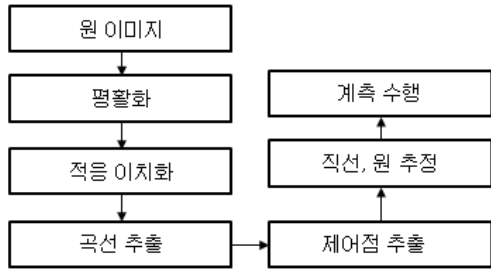 원 이미지
평활화
적응 이치화
곡선 추출
제어점 추출
직선, 원 추정
계측 수행